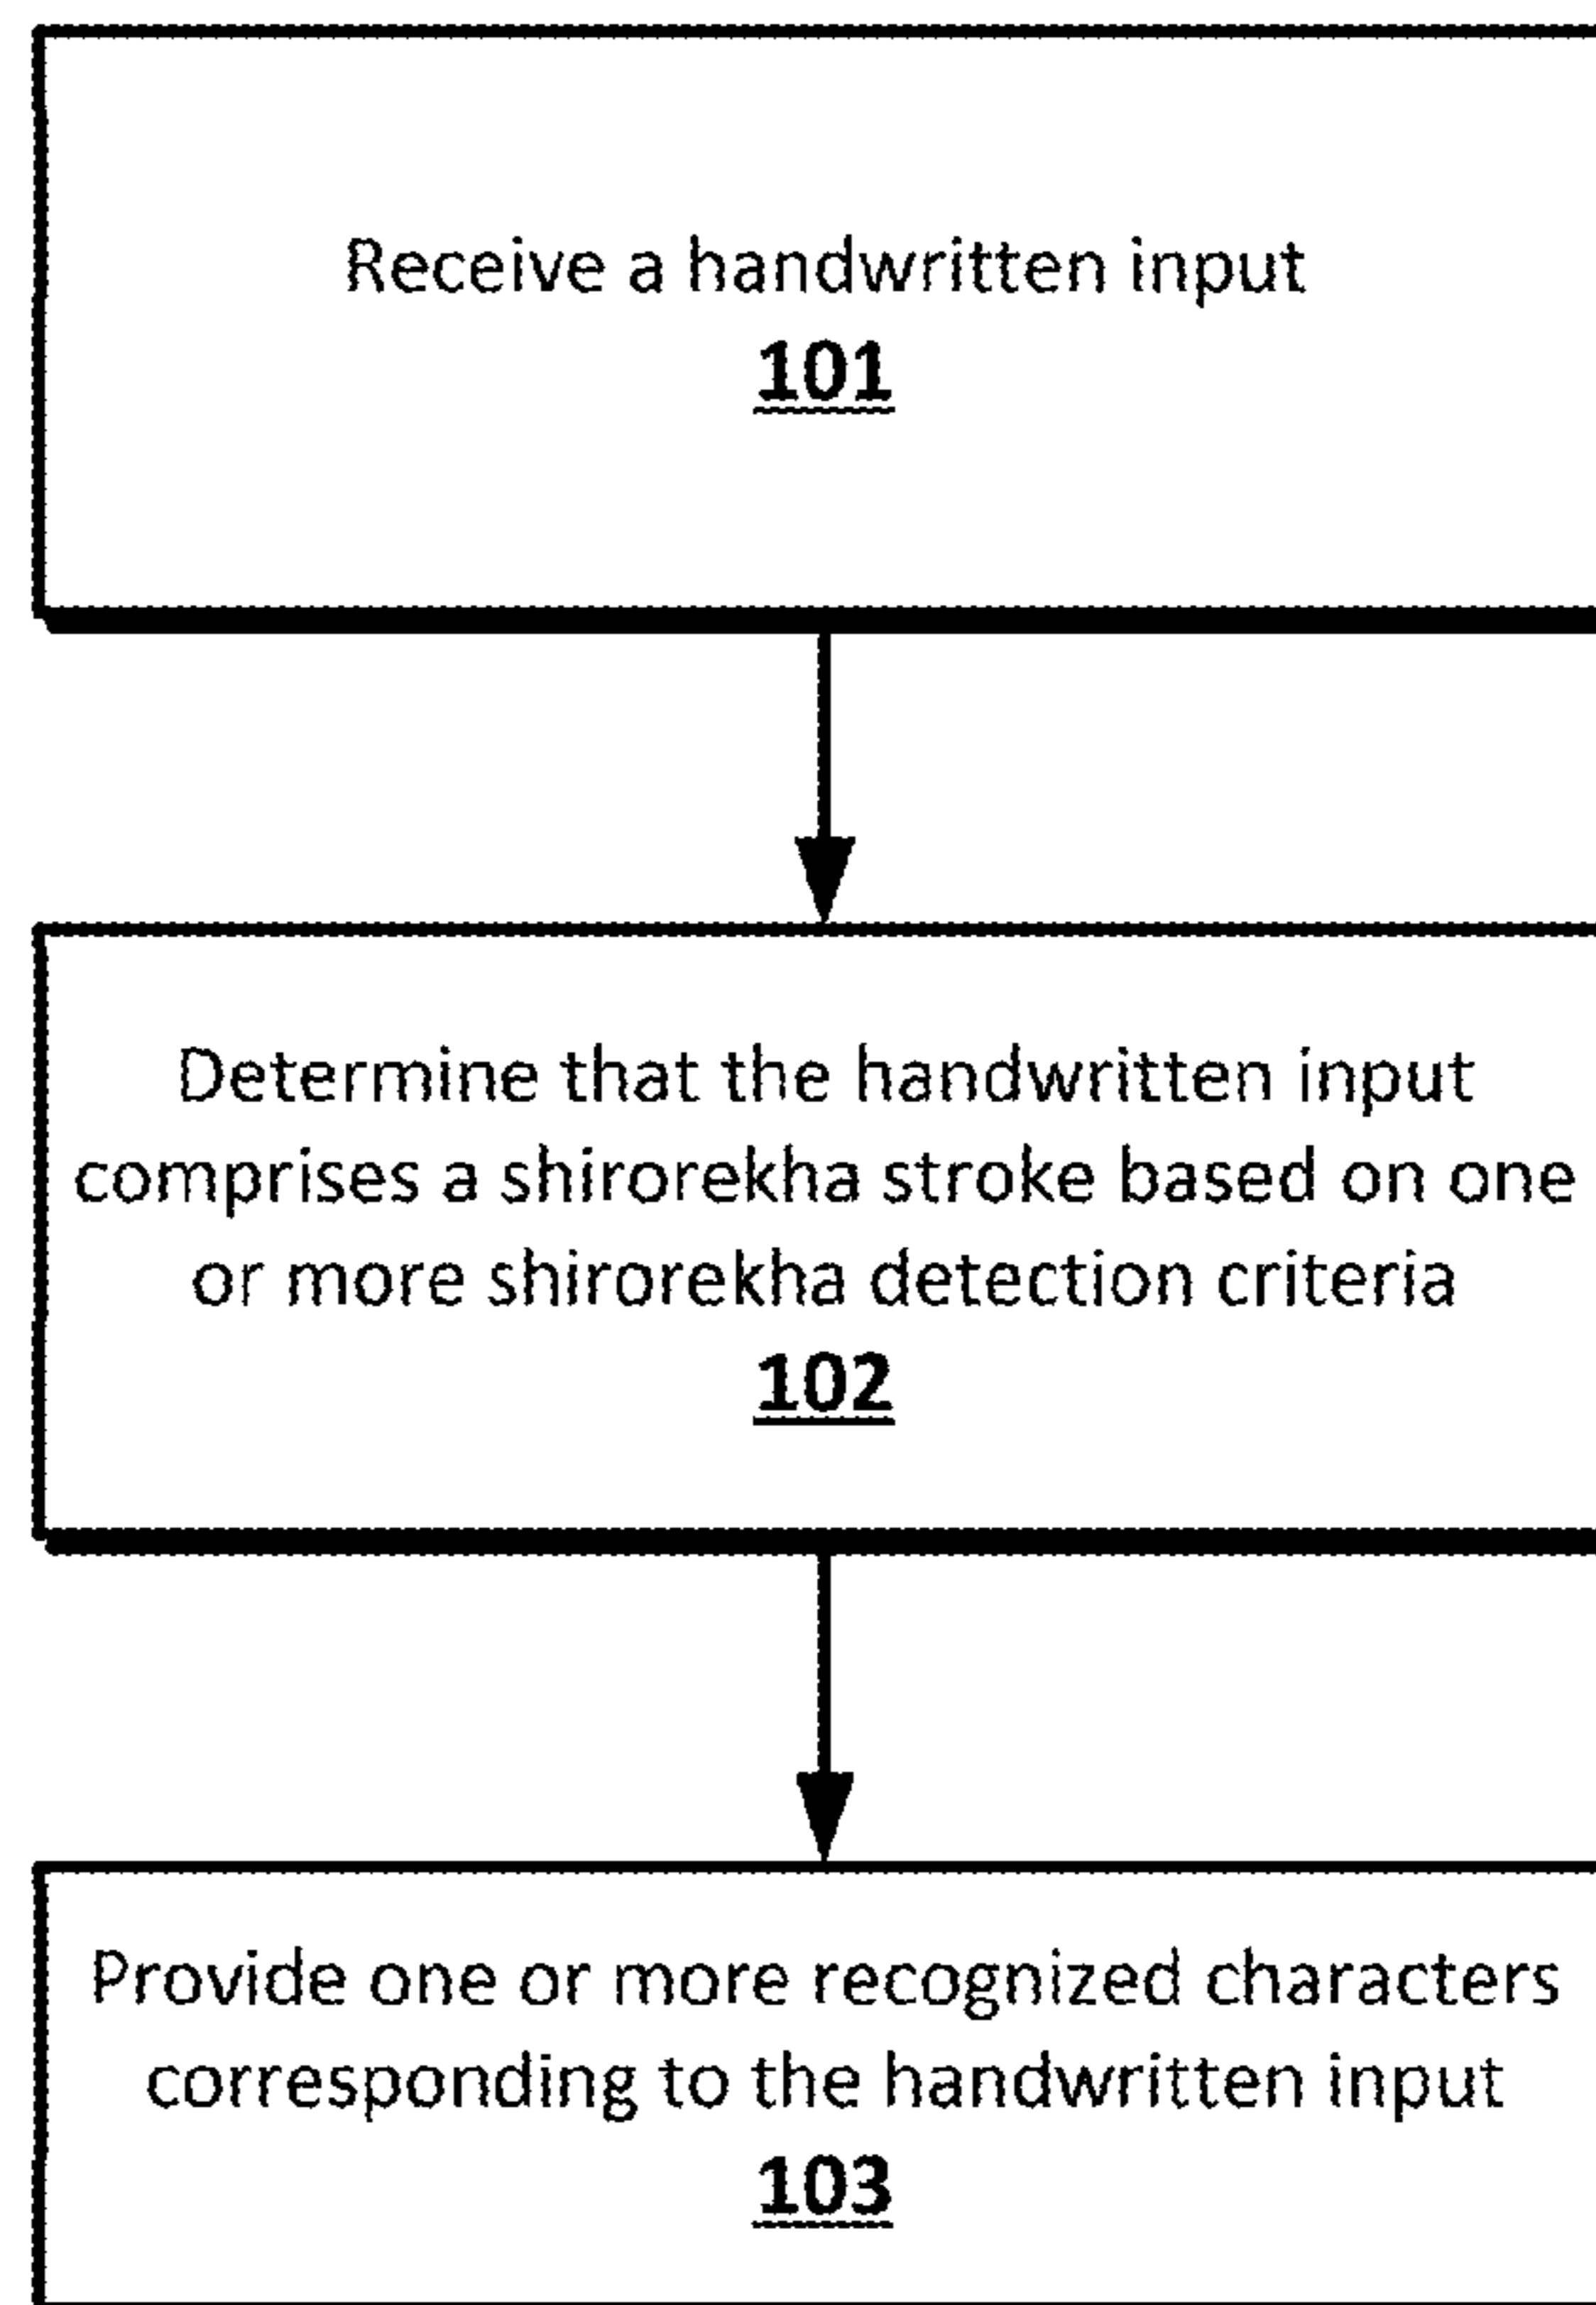 Receive a handwritten input
101
Determine that the handwritten input
comprises a shirorekha stroke based on one
or more shirorekha detection criteria
102
Provide one or more recognized characters
corresponding to the handwritten input
103